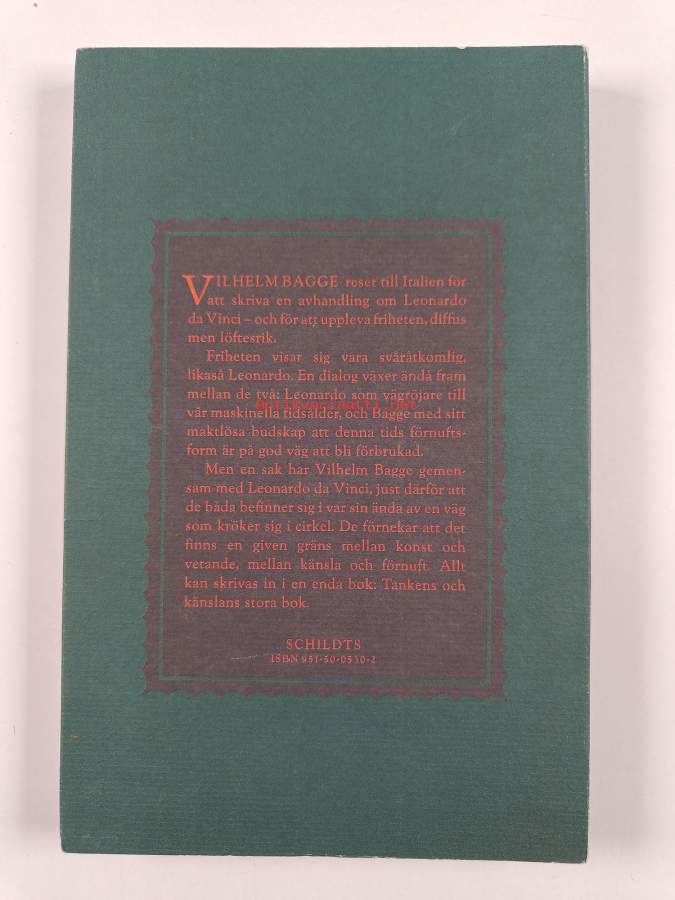 VILHELM BAGGE reser till Italien för
att skriva en avhandling om Leonardo
da Vinci – och för att uppleva friheten, diffus
men löftesrik.
Friheten visar sig vara svåråtkomlig,
likaså Leonardo. En dialog växer ändå fram
mellan de två: Leonardo som vägröjare till
vår maskinella tidsålder, och Bagge med sitt
maktlösa budskap att denna tids förnufts-
form är på god väg att bli förbrukad.
Men en sak har Vilhelm Bagge gemen-
sam med Leonardo da Vinci, just därför att
de båda befinner sig i var sin ända av en väg
som kröker sig i cirkel. De förnekar att det
finns en given gräns mellan konst och
vetande, mellan känsla och förnuft. Allt
kan skrivas in i en enda bok: Tankens och
känslans stora bok.
SCHILDTS
ISBN 951-50-0530-2